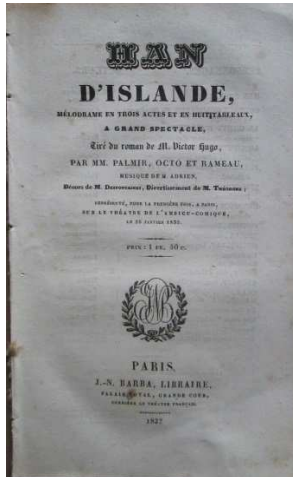 HAN
D'ISLANDE,
MÉLODRAME EN TROIS ACTES ET EN HUIT TABLEAUX,
A GRAND SPECTACLE,
Tiré du roman de M. Victor Hugo,
PAR MM. PALMIR, OCTO ET RAMEAU,
MUSIQUE DE M. ADRIEN,
Décors de M. Divertissement de M.
REPRÉSENTÉ, POUR LA PREMIÈRE FOIS, A PARIS,
SUR LE THÉATRE DE L'AMBIGU-COMIQUE,
LE 25 JANVIER 1832.
PRIX : 1 FR. 50 C.
PARIS.
J.-N. BARBA, LIBRAIRE,
PALAIS-ROYAL, GRANDE COUR,
DERRIÈRE LE THÉATRE FRANÇAIS.
1832